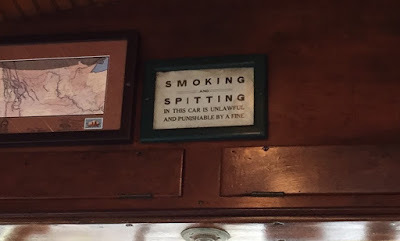 SMOKING
AND
SPITTING
IN THIS CAR IS UNLAWFUL
AND PUNISHABLE BY A FINE